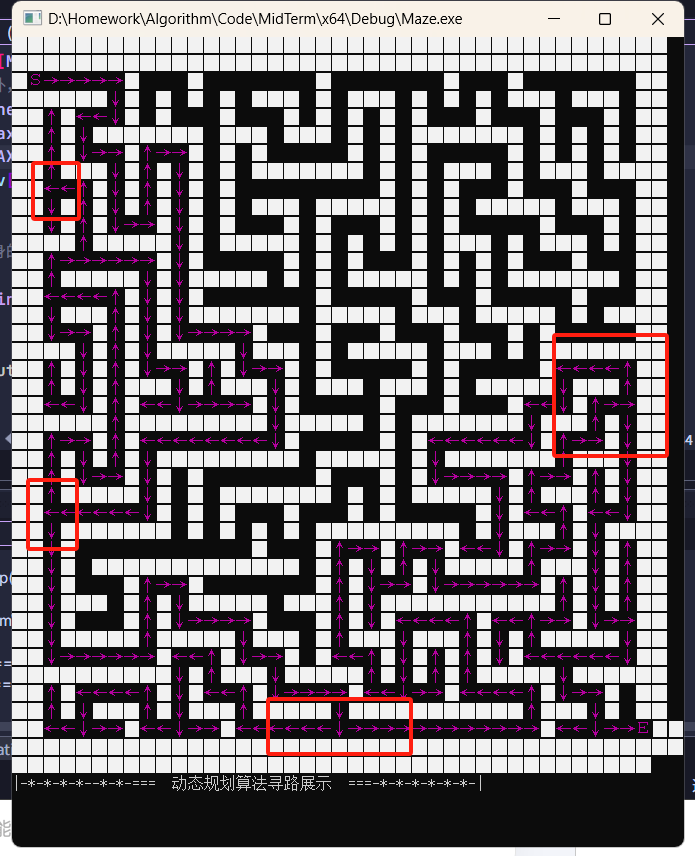 D:\Homework\Algorithm\Code\MidTerm\x64\Debug\Maze.exe
S
E
|-*-*-*-*--*-*-=== 动态规划算法寻路展示 ===-*-*-*-*-*-|